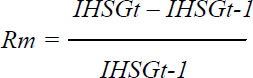 IHSGt – IHSGt-1
Rm =
IHSGt-1